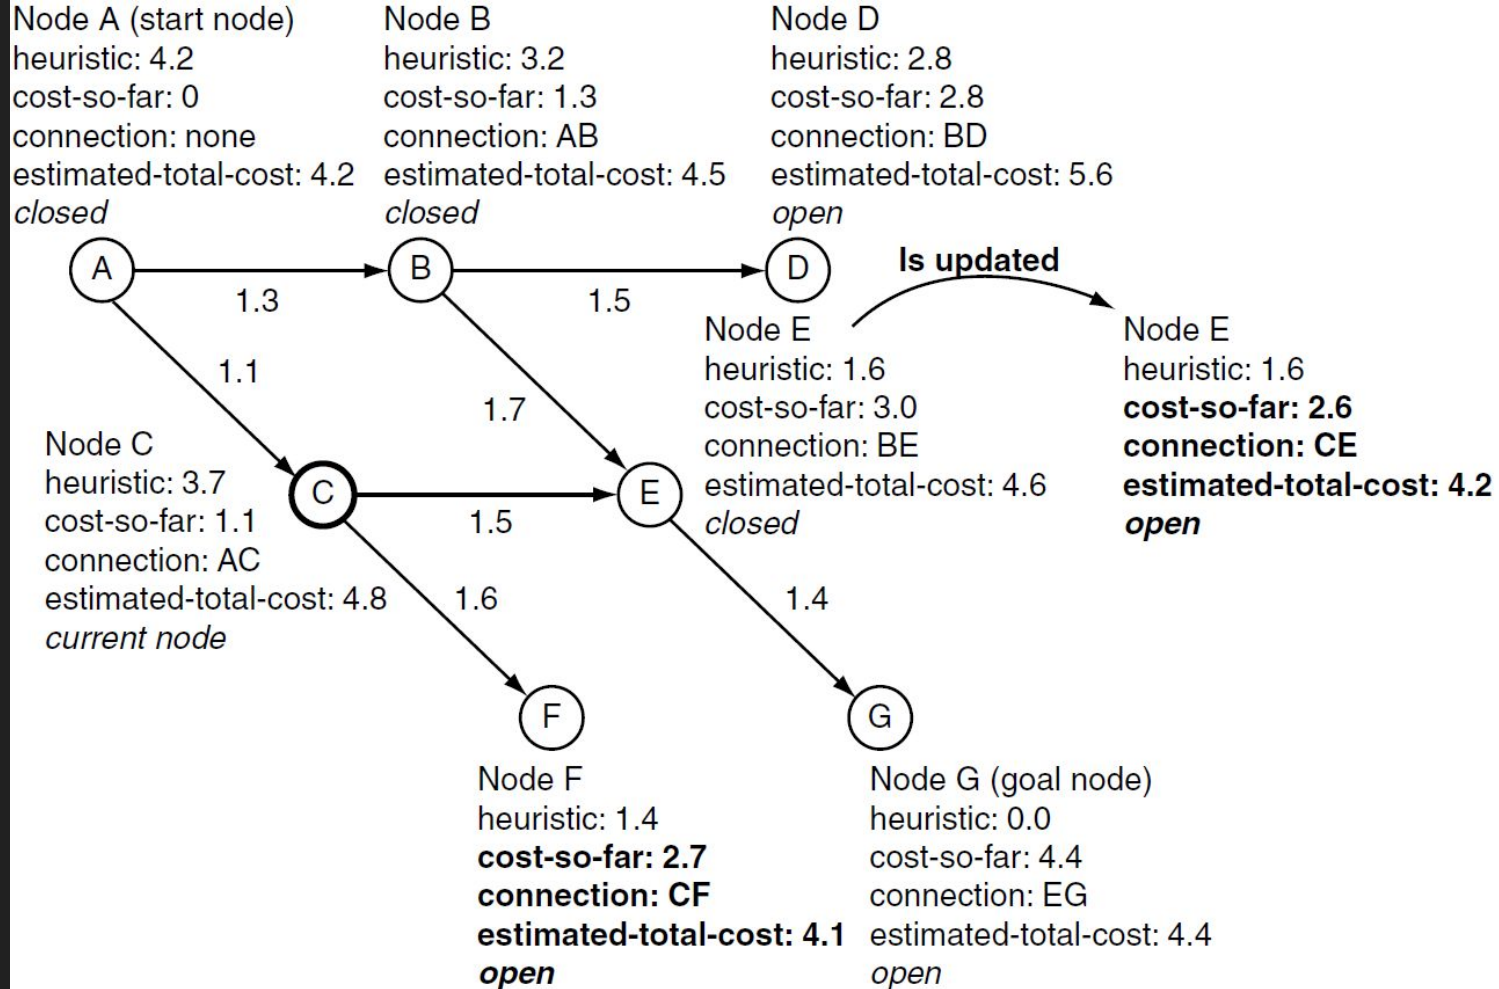 Node A (start node)
heuristic: 4.2
cost-so-far: 0
connection: none
estimated-total-cost: 4.2
closed
Node B
heuristic: 3.2
cost-so-far: 1.3
connection: AB
estimated-total-cost: 4.5
closed
Node D
heuristic: 2.8
cost-so-far: 2.8
connection: BD
estimated-total-cost: 5.6
open
A
B
D
1.3
1.5
Is updated
1.1
1.7
Node E
heuristic: 1.6
cost-so-far: 3.0
connection: BE
estimated-total-cost: 4.6
closed
Node E
heuristic: 1.6
cost-so-far: 2.6
connection: CE
estimated-total-cost: 4.2
open
Node C
heuristic: 3.7
cost-so-far: 1.1
connection: AC
estimated-total-cost: 4.8
current node
C
E
1.5
1.6
1.4
F
G
Node F
heuristic: 1.4
cost-so-far: 2.7
connection: CF
estimated-total-cost: 4.1
open
Node G (goal node)
heuristic: 0.0
cost-so-far: 4.4
connection: EG
estimated-total-cost: 4.4
open